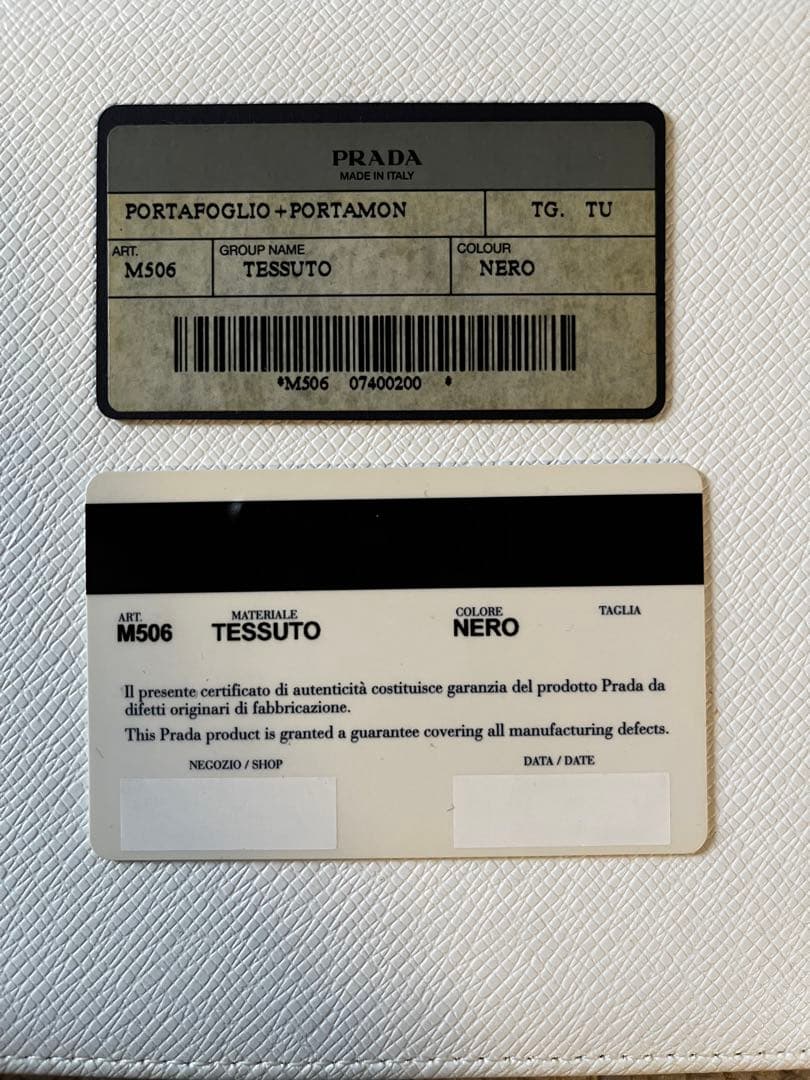 PRADA
MADE IN ITALY
PORTAFOGLIO+PORTAMON TG. TU
ART. GROUP NAME COLOUR
M506 TESSUTO NERO
*M506 07400200 *
ART. MATERIALE COLORE TAGLIA
M506 TESSUTO NERO
Il presente certificato di autenticità costituisce garanzia del prodotto Prada da
difetti originari di fabbricazione.
This Prada product is granted a guarantee covering all manufacturing defects.
NEGOZIO / SHOP DATA / DATE